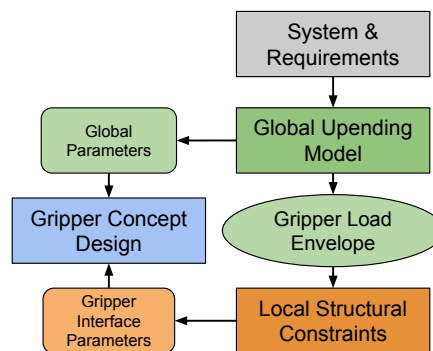 System &
Requirements
Global
Parameters
Global Upending
Model
Gripper Concept
Design
Gripper Load
Envelope
Gripper
Interface
Parameters
Local Structural
Constraints